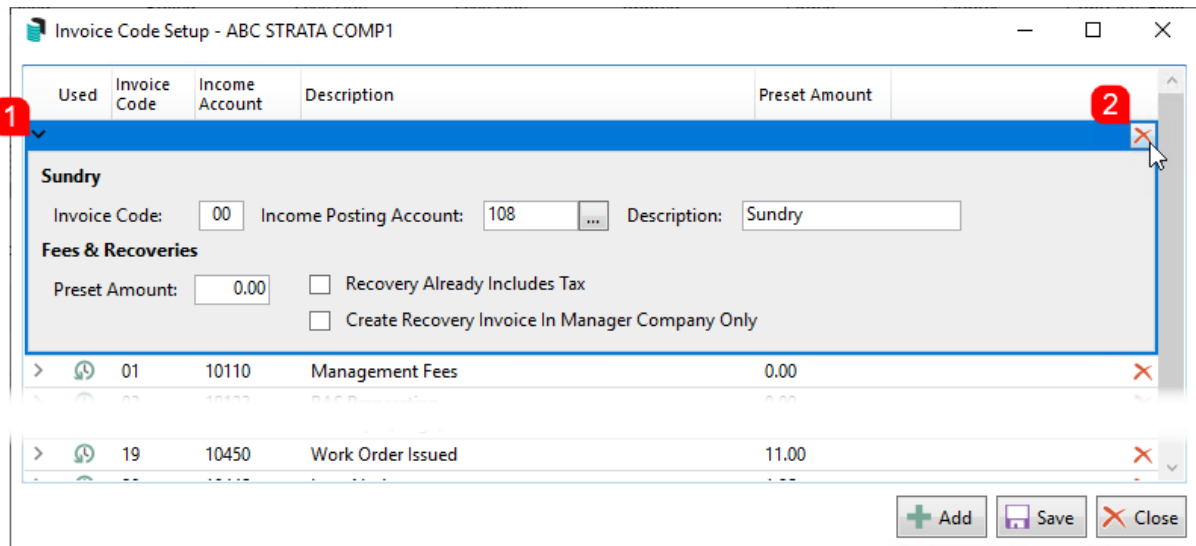 Invoice Code Setup - ABC STRATA COMP1
Used Invoice Code Income Account Description Preset Amount
1
2
Sundry
Invoice Code: 00 Income Posting Account: 108 ... Description: Sundry
Fees & Recoveries
Preset Amount: 0.00 Recovery Already Includes Tax
Create Recovery Invoice In Manager Company Only
01 10110 Management Fees 0.00
19 10450 Work Order Issued 11.00
Add Save Close